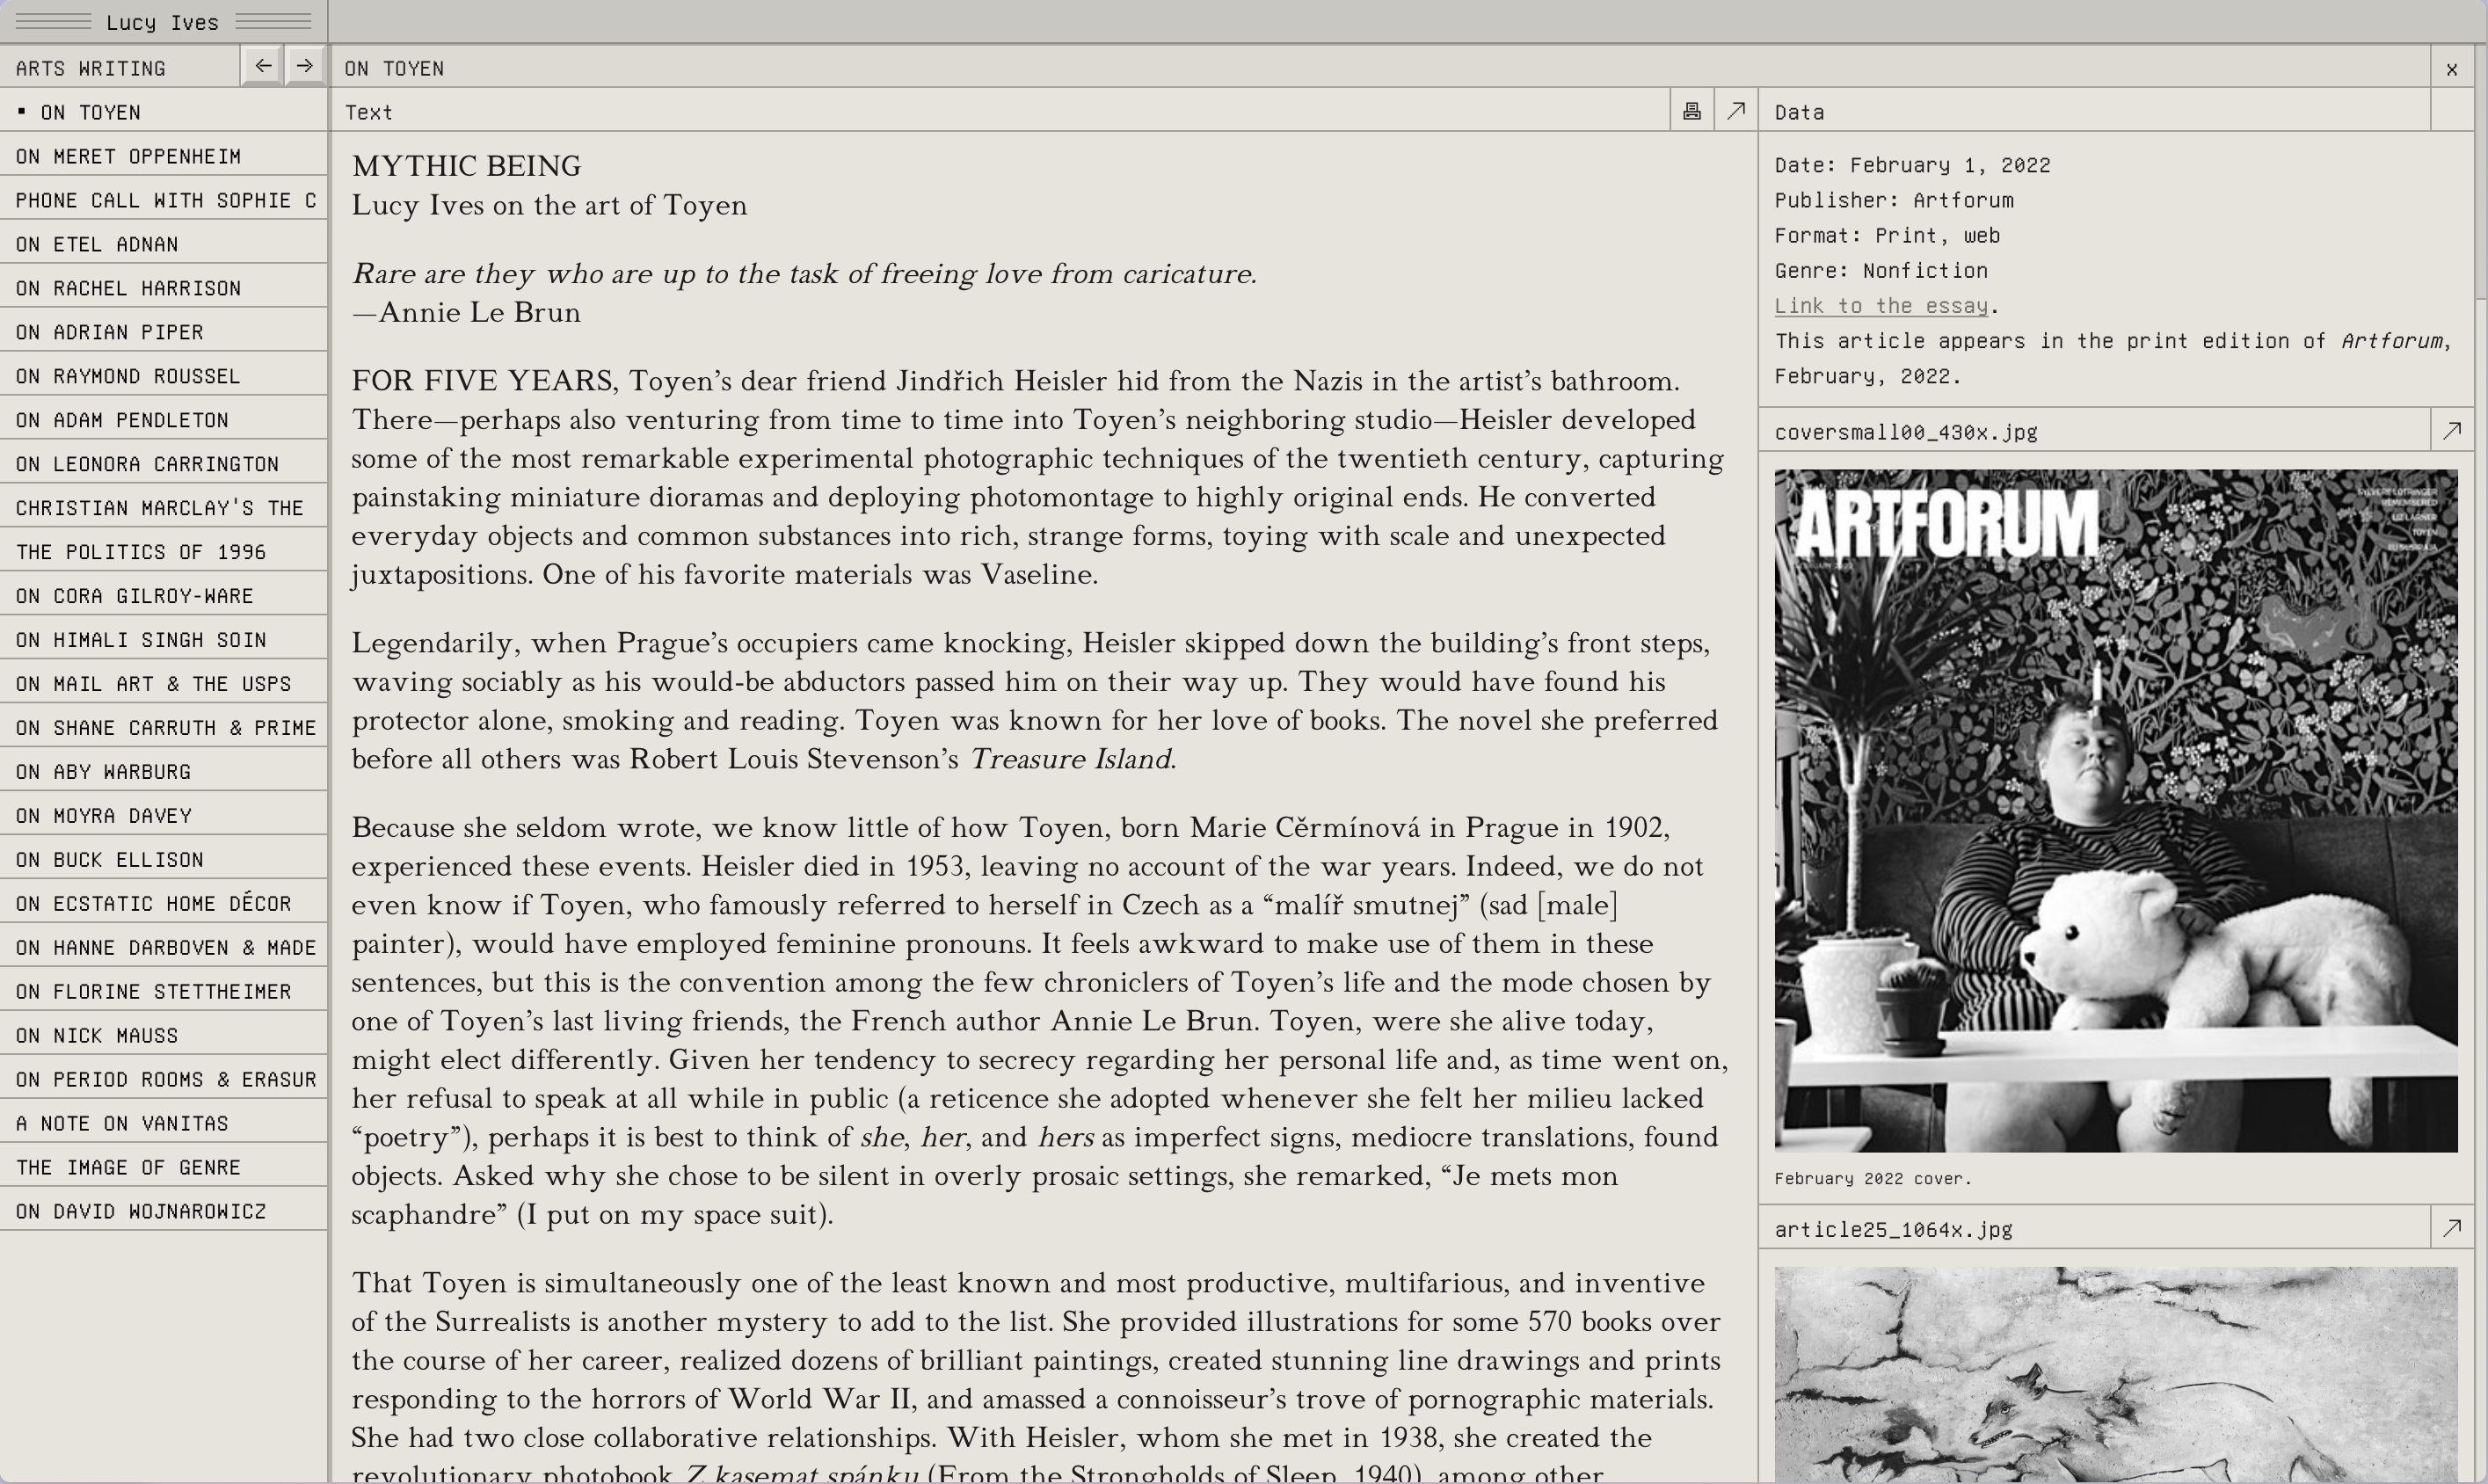 Lucy Ives
ARTS WRITING
← →
▪ ON TOYEN
ON MERET OPPENHEIM
PHONE CALL WITH SOPHIE C
ON ETEL ADNAN
ON RACHEL HARRISON
ON ADRIAN PIPER
ON RAYMOND ROUSSEL
ON ADAM PENDLETON
ON LEONORA CARRINGTON
CHRISTIAN MARCLAY'S THE
THE POLITICS OF 1996
ON CORA GILROY-WARE
ON HIMALI SINGH SOIN
ON MAIL ART & THE USPS
ON SHANE CARRUTH & PRIME
ON ABY WARBURG
ON MOYRA DAVEY
ON BUCK ELLISON
ON ECSTATIC HOME DÉCOR
ON HANNE DARBOVEN & MADE
ON FLORINE STETTHEIMER
ON NICK MAUSS
ON PERIOD ROOMS & ERASUR
A NOTE ON VANITAS
THE IMAGE OF GENRE
ON DAVID WOJNAROWICZ
ON TOYEN
x
Text
MYTHIC BEING
Lucy Ives on the art of Toyen
Rare are they who are up to the task of freeing love from caricature.
—Annie Le Brun
FOR FIVE YEARS, Toyen’s dear friend Jindřich Heisler hid from the Nazis in the artist’s bathroom.
There—perhaps also venturing from time to time into Toyen’s neighboring studio—Heisler developed
some of the most remarkable experimental photographic techniques of the twentieth century, capturing
painstaking miniature dioramas and deploying photomontage to highly original ends. He converted
everyday objects and common substances into rich, strange forms, toying with scale and unexpected
juxtapositions. One of his favorite materials was Vaseline.
Legendarily, when Prague’s occupiers came knocking, Heisler skipped down the building’s front steps,
waving sociably as his would-be abductors passed him on their way up. They would have found his
protector alone, smoking and reading. Toyen was known for her love of books. The novel she preferred
before all others was Robert Louis Stevenson’s Treasure Island.
Because she seldom wrote, we know little of how Toyen, born Marie Cěrmínová in Prague in 1902,
experienced these events. Heisler died in 1953, leaving no account of the war years. Indeed, we do not
even know if Toyen, who famously referred to herself in Czech as a “malíř smutnej” (sad [male]
painter), would have employed feminine pronouns. It feels awkward to make use of them in these
sentences, but this is the convention among the few chroniclers of Toyen’s life and the mode chosen by
one of Toyen’s last living friends, the French author Annie Le Brun. Toyen, were she alive today,
might elect differently. Given her tendency to secrecy regarding her personal life and, as time went on,
her refusal to speak at all while in public (a reticence she adopted whenever she felt her milieu lacked
“poetry”), perhaps it is best to think of she, her, and hers as imperfect signs, mediocre translations, found
objects. Asked why she chose to be silent in overly prosaic settings, she remarked, “Je mets mon
scaphandre” (I put on my space suit).
That Toyen is simultaneously one of the least known and most productive, multifarious, and inventive
of the Surrealists is another mystery to add to the list. She provided illustrations for some 570 books over
the course of her career, realized dozens of brilliant paintings, created stunning line drawings and prints
responding to the horrors of World War II, and amassed a connoisseur’s trove of pornographic materials.
She had two close collaborative relationships. With Heisler, whom she met in 1938, she created the
revolutionary photobook Z kasemat spánku (From the Strongholds of Sleep, 1940), among other
Data
Date: February 1, 2022
Publisher: Artforum
Format: Print, web
Genre: Nonfiction
Link to the essay.
This article appears in the print edition of Artforum,
February, 2022.
coversmall00_430x.jpg
ARTFORUM
SYLVERE LOTRINGER
REMEMBERED
LIZ LARNER
TOYEN
February 2022 cover.
article25_1064x.jpg